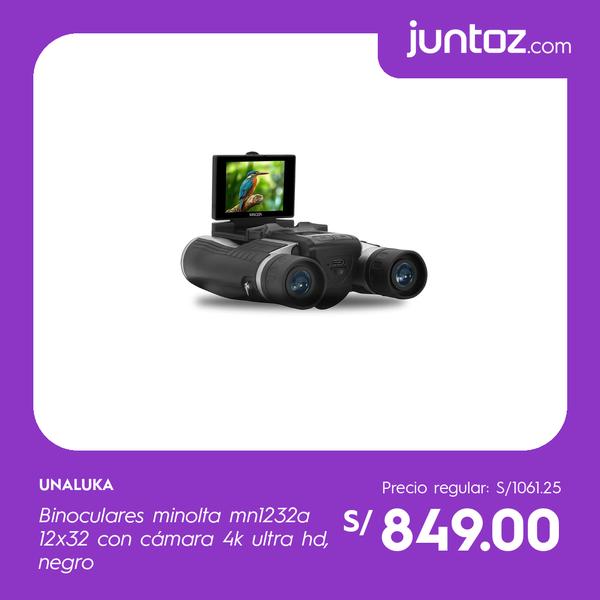 juntoz.com
UNALUKA
Binoculares minolta mn1232a
12x32 con cámara 4k ultra hd,
negro
Precio regular: S/1061.25
S/ 849.00